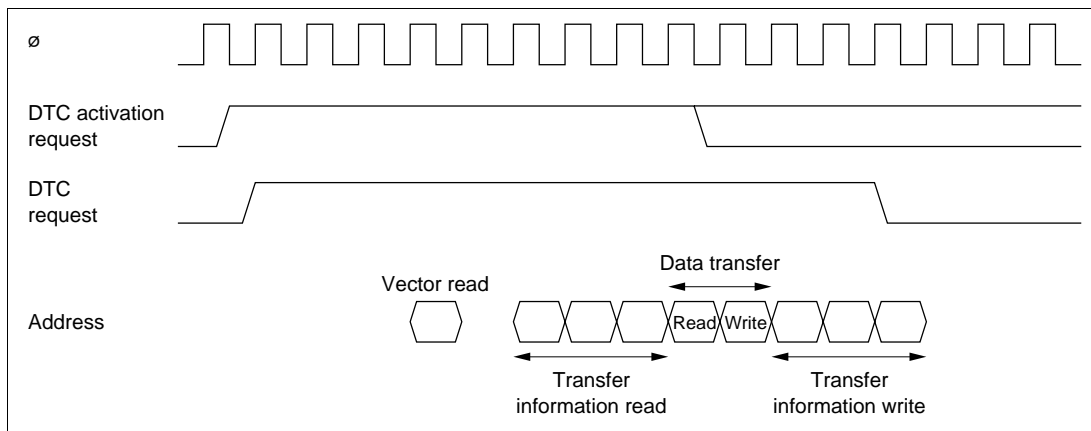 ø
DTC activation
request
DTC
request
Data transfer
Vector read
Address
Read
Write
Transfer
information read
Transfer
information write